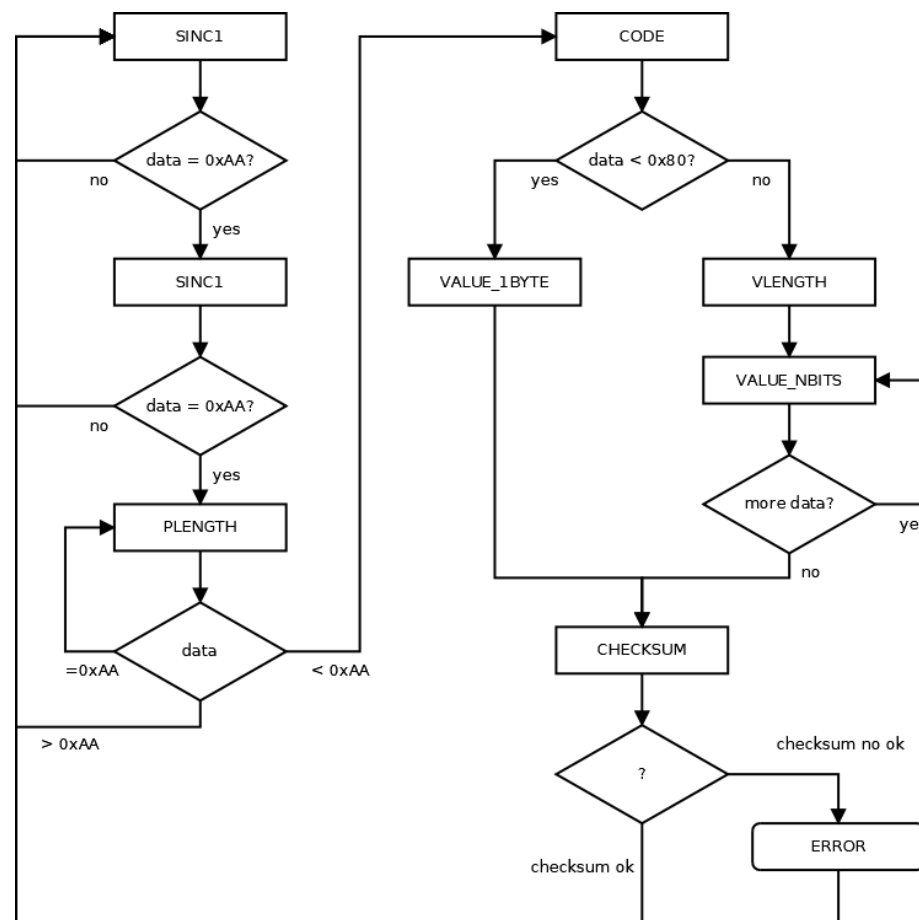 SINC1
data = 0xAA?
no
yes
SINC1
data = 0xAA?
no
yes
PLENGTH
data
=0xAA
< 0xAA
> 0xAA
CODE
data < 0x80?
yes
no
VALUE_1BYTE
VLENGTH
VALUE_NBITS
more data?
ye
no
CHECKSUM
?
checksum no ok
ERROR
checksum ok